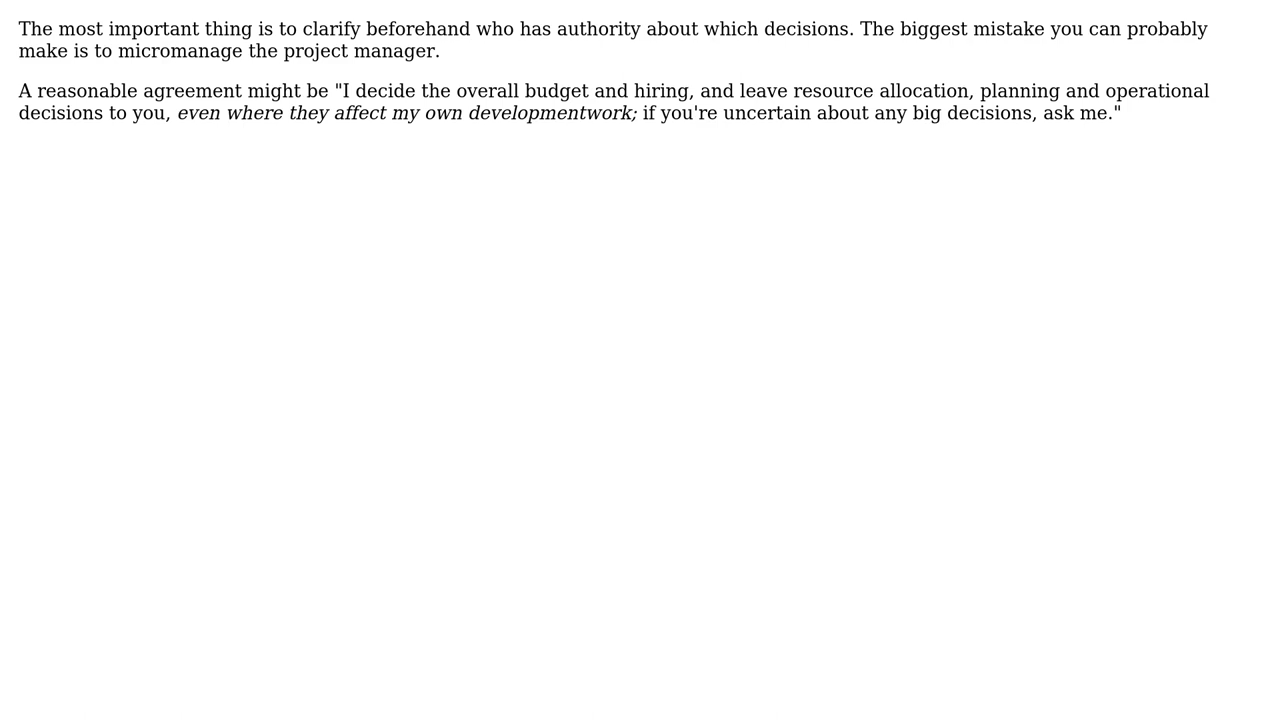 The most important thing is to clarify beforehand who has authority about which decisions. The biggest mistake you can probably
make is to micromanage the project manager.
A reasonable agreement might be "I decide the overall budget and hiring, and leave resource allocation, planning and operational
decisions to you, even where they affect my own developmentwork; if you're uncertain about any big decisions, ask me."